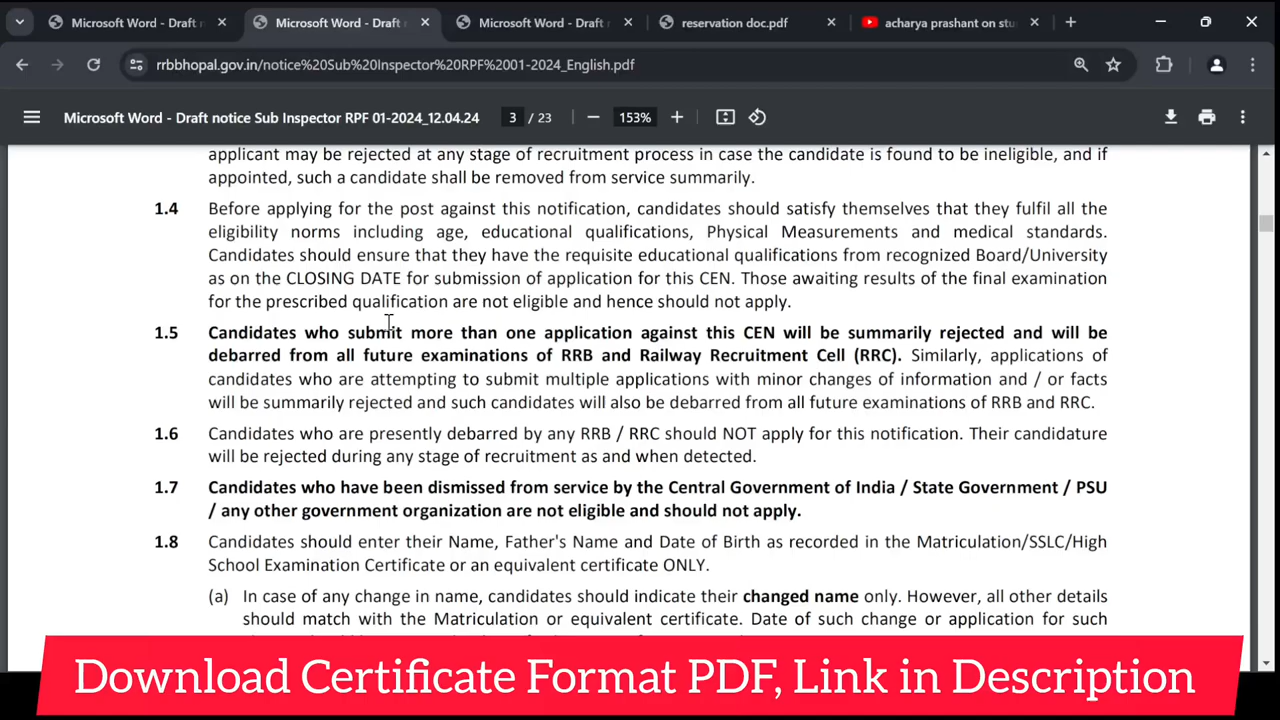 Microsoft Word - Draft n
Microsoft Word - Draft
Microsoft Word - Draft
reservation doc.pdf
acharya prashant on stu
rrbbhopal.gov.in/notice%20Sub%20Inspector%20RPF%2001-2024_English.pdf
Microsoft Word - Draft notice Sub Inspector RPF 01-2024_12.04.24
3 / 23
153%
applicant may be rejected at any stage of recruitment process in case the candidate is found to be ineligible, and if
appointed, such a candidate shall be removed from service summarily.
1.4 Before applying for the post against this notification, candidates should satisfy themselves that they fulfil all the
eligibility norms including age, educational qualifications, Physical Measurements and medical standards.
Candidates should ensure that they have the requisite educational qualifications from recognized Board/University
as on the CLOSING DATE for submission of application for this CEN. Those awaiting results of the final examination
for the prescribed qualification are not eligible and hence should not apply.
1.5 Candidates who submit more than one application against this CEN will be summarily rejected and will be
debarred from all future examinations of RRB and Railway Recruitment Cell (RRC). Similarly, applications of
candidates who are attempting to submit multiple applications with minor changes of information and / or facts
will be summarily rejected and such candidates will also be debarred from all future examinations of RRB and RRC.
1.6 Candidates who are presently debarred by any RRB / RRC should NOT apply for this notification. Their candidature
will be rejected during any stage of recruitment as and when detected.
1.7 Candidates who have been dismissed from service by the Central Government of India / State Government / PSU
/ any other government organization are not eligible and should not apply.
1.8 Candidates should enter their Name, Father's Name and Date of Birth as recorded in the Matriculation/SSLC/High
School Examination Certificate or an equivalent certificate ONLY.
(a) In case of any change in name, candidates should indicate their changed name only. However, all other details
should match with the Matriculation or equivalent certificate. Date of such change or application for such
Download Certificate Format PDF, Link in Description